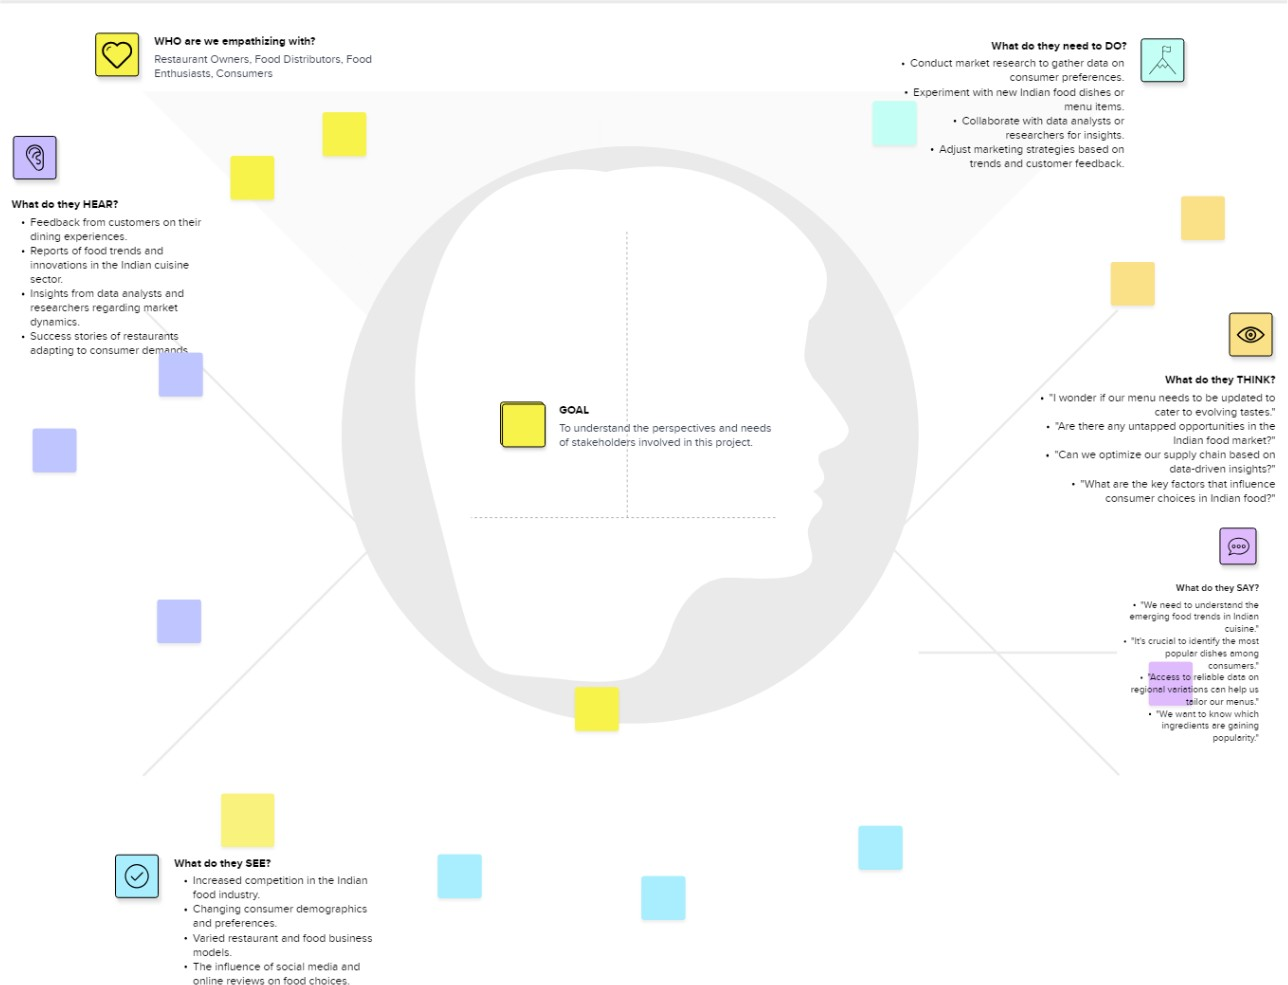 WHO are we empathizing with?
Restaurant Owners, Food Distributors, Food
Enthusiasts, Consumers
What do they need to DO?
• Conduct market research to gather data on
consumer preferences.
• Experiment with new Indian food dishes or
menu items.
• Collaborate with data analysts or
researchers for insights.
• Adjust marketing strategies based on
trends and customer feedback.
What do they HEAR?
• Feedback from customers on their
dining experiences.
• Reports of food trends and
innovations in the Indian cuisine
sector.
• Insights from data analysts and
researchers regarding market
dynamics.
• Success stories of restaurants
adapting to consumer demands
GOAL
To understand the perspectives and needs
of stakeholders involved in this project.
What do they THINK?
• "I wonder if our menu needs to be updated to
cater to evolving tastes."
• "Are there any untapped opportunities in the
Indian food market?"
• "Can we optimize our supply chain based on
data-driven insights?"
• "What are the key factors that influence
consumer choices in Indian food?"
What do they SAY?
• "We need to understand the
emerging food trends in Indian
cuisine."
• "It's crucial to identify the most
popular dishes among
consumers."
• "Access to reliable data on
regional variations can help us
tailor our menus."
• "We want to know which
ingredients are gaining
popularity."
What do they SEE?
• Increased competition in the Indian
food industry.
• Changing consumer demographics
and preferences.
• Varied restaurant and food business
models.
• The influence of social media and
online reviews on food choices.